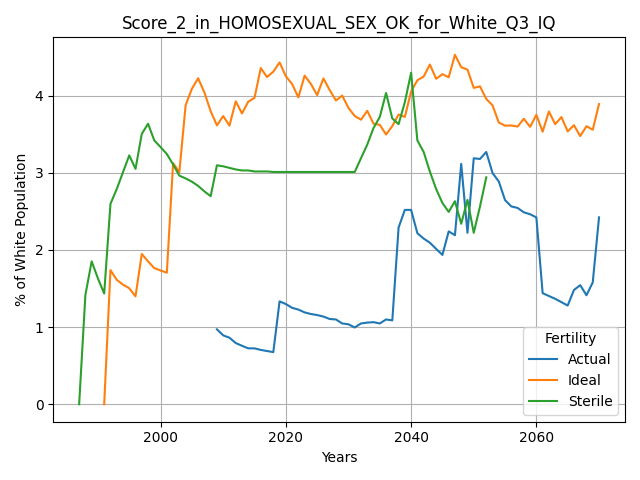 Score_2_in_HOMOSEXUAL_SEX_OK_for_White_Q3_IQ
% of White Population
4
3
2
1
0
2000 2020 2040 2060
Years
Fertility
Actual
Ideal
Sterile